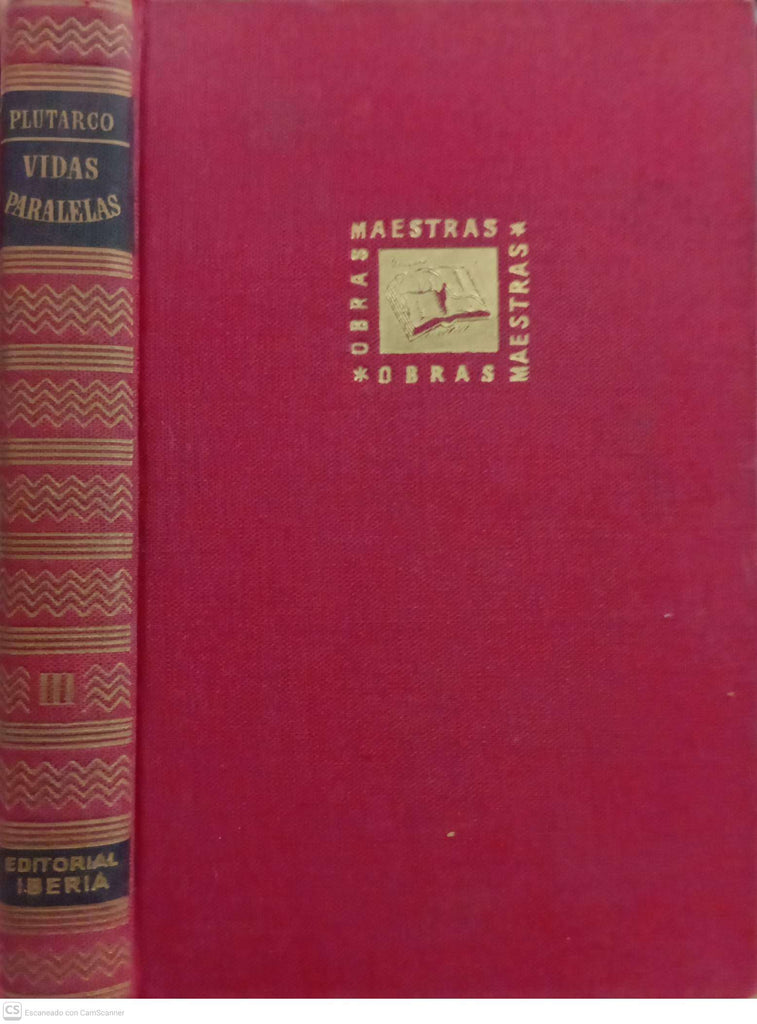 PLUTARCO
VIDAS
PARALELAS
III
EDITORIAL
IBERIA
OBRAS
MAESTRAS *
* OBRAS
MAESTRAS
CS Escaneado con CamScanner